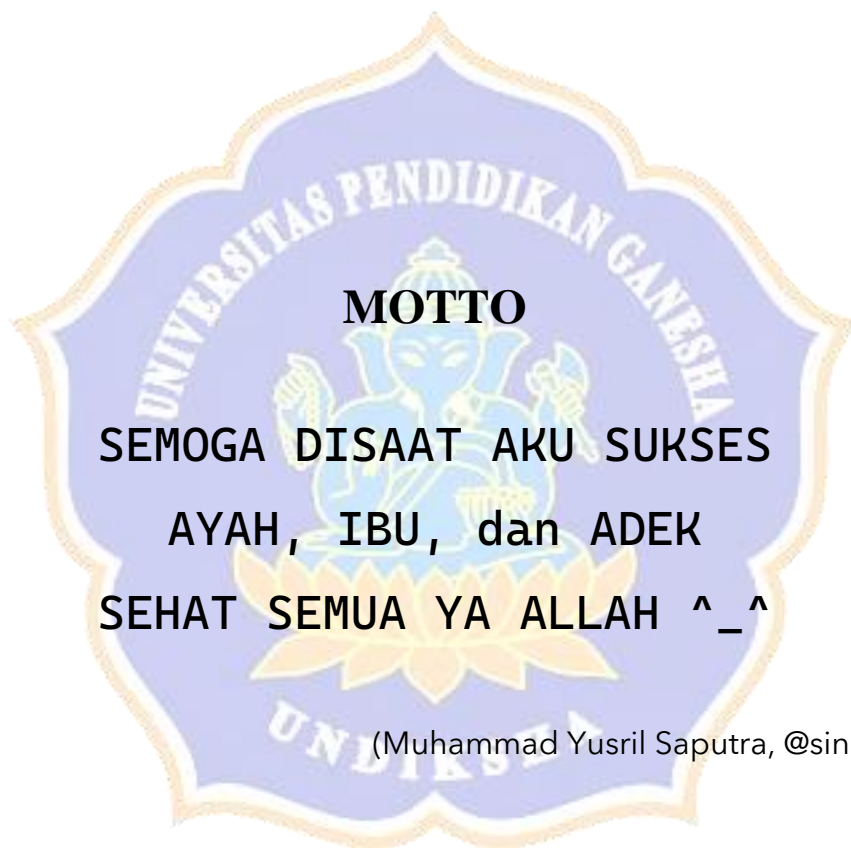 UNIVERSITAS PENDIDIKAN GANESHA
MOTTO
SEMOGA DISAAT AKU SUKSES
AYAH, IBU, dan ADEK
SEHAT SEMUA YA ALLAH ^_^
UNDIKSHA
(Muhammad Yusril Saputra, @sin